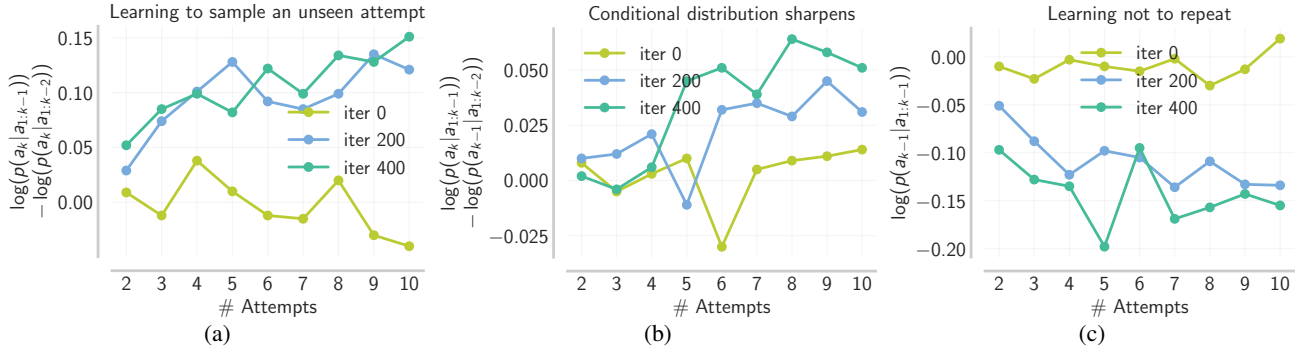 Learning to sample an unseen attempt
log(p(a_k|a_{1:k−1}))
− log(p(a_k|a_{1:k−2}))
0.15
0.10
0.05
0.00
iter 0
iter 200
iter 400
2 3 4 5 6 7 8 9 10
# Attempts
(a)
Conditional distribution sharpens
log(p(a_k|a_{1:k−1}))
− log(p(a_{k−1}|a_{1:k−2}))
0.050
0.025
0.000
−0.025
iter 0
iter 200
iter 400
2 3 4 5 6 7 8 9 10
# Attempts
(b)
Learning not to repeat
log(p(a_{k−1}|a_{1:k−1}))
0.00
−0.05
−0.10
−0.15
−0.20
iter 0
iter 200
iter 400
2 3 4 5 6 7 8 9 10
# Attempts
(c)